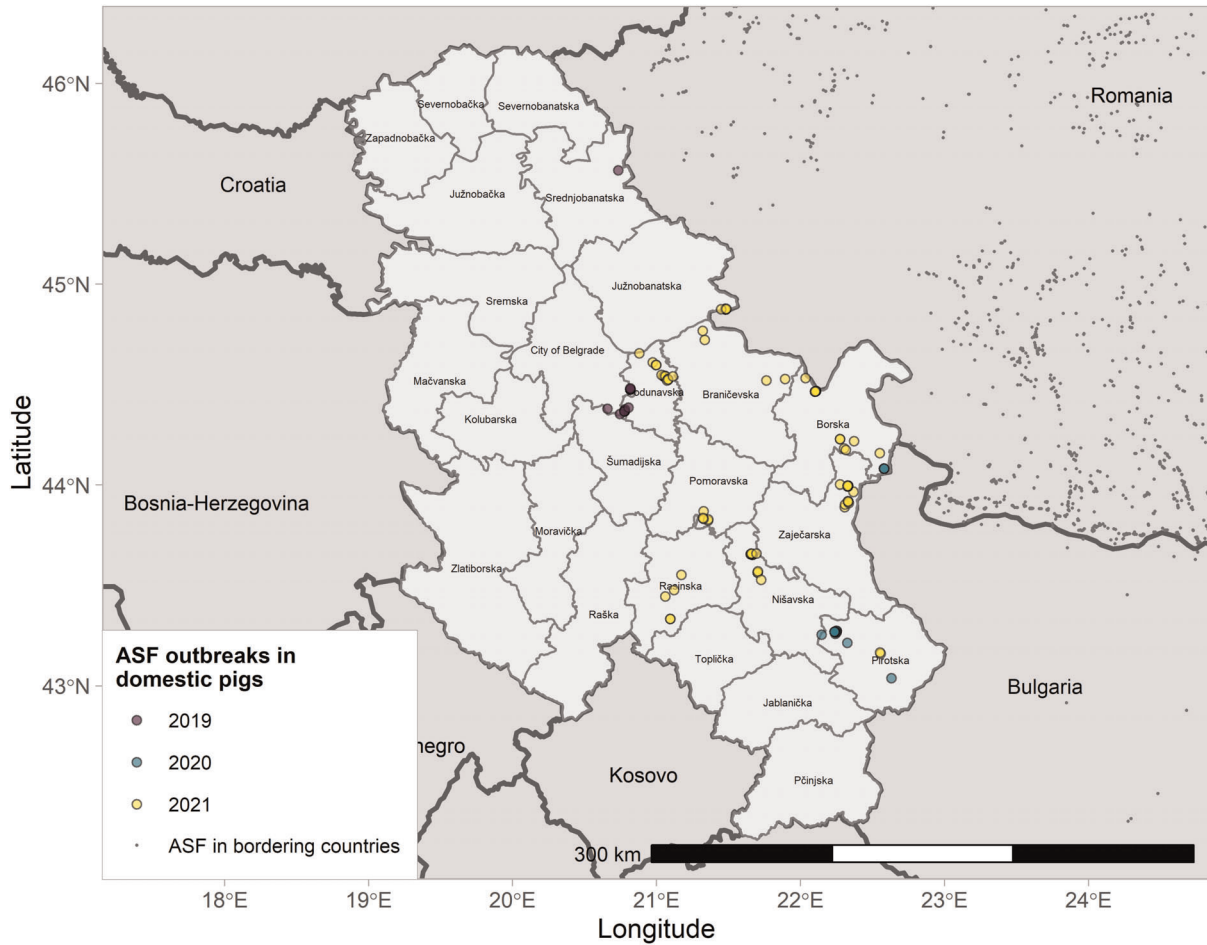 46°N
45°N
44°N
43°N
Latitude
Romania
Croatia
Bosnia-Herzegovina
Bulgaria
Kosovo
negro
Severnobačka
Severnobanatska
Zapadnobačka
Južnobačka
Srednjobanatska
Južnobanatska
Sremska
City of Belgrade
Mačvanska
odunavska
Braničevska
Kolubarska
Borska
Šumadijska
Pomoravska
Moravička
Zaječarska
Zlatiborska
Rasinska
Nišavska
Raška
Toplička
Pirotska
Jablanička
Pčinjska
ASF outbreaks in
domestic pigs
2019
2020
2021
ASF in bordering countries
300 km
18°E
19°E
20°E
21°E
22°E
23°E
24°E
Longitude